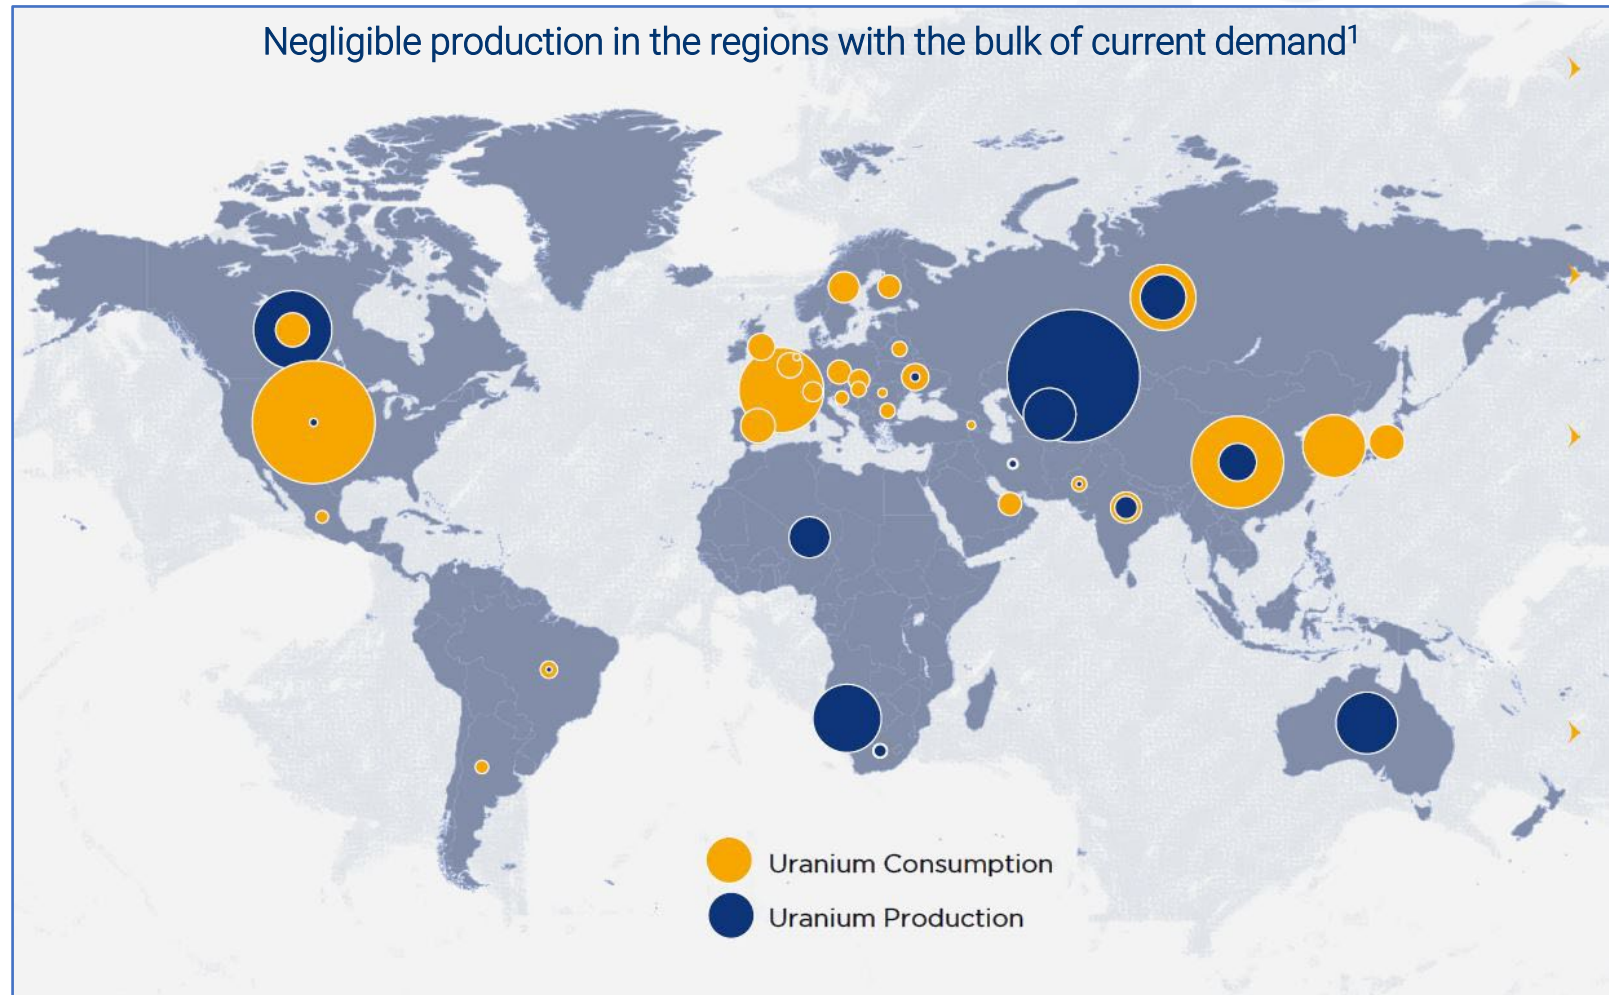 Negligible production in the regions with the bulk of current demand¹
Uranium Consumption
Uranium Production